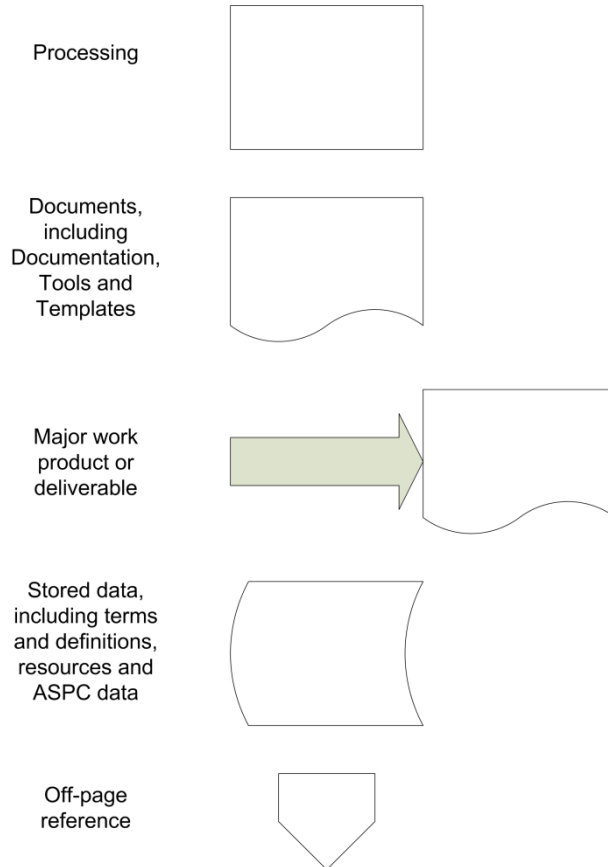 Processing
Documents,
including
Documentation,
Tools and
Templates
Major work
product or
deliverable
Stored data,
including terms
and definitions,
resources and
ASPC data
Off-page
reference